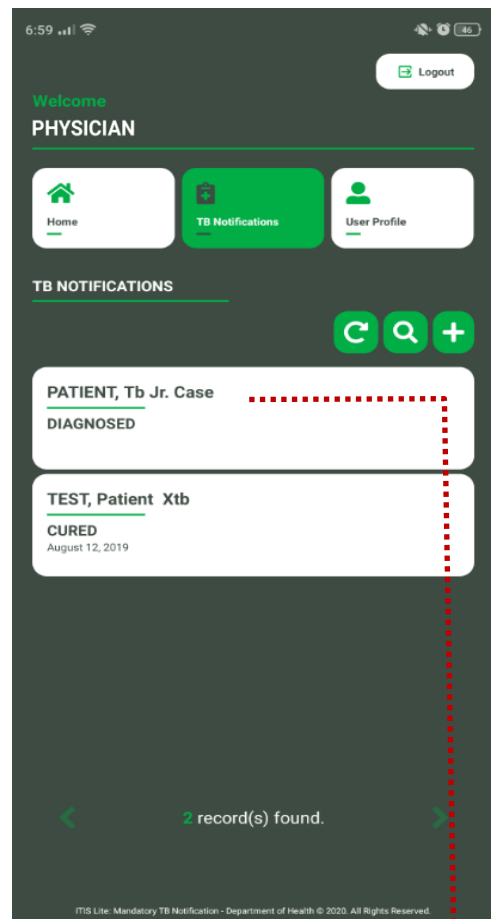 6:59
46
Logout
Welcome
PHYSICIAN
Home
TB Notifications
User Profile
TB NOTIFICATIONS
PATIENT, Tb Jr. Case
DIAGNOSED
TEST, Patient Xtb
CURED
August 12, 2019
2 record(s) found.
ITIS Lite: Mandatory TB Notification - Department of Health © 2020. All Rights Reserved.